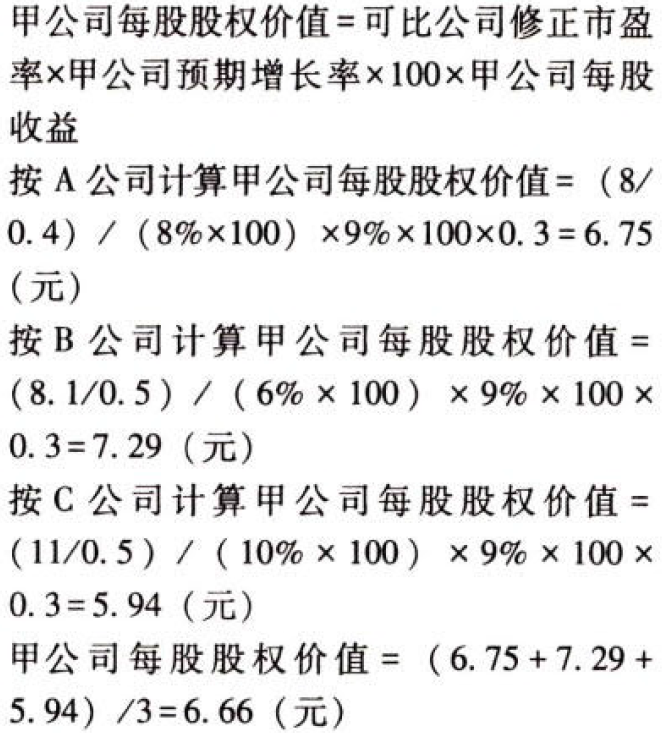 甲公司每股股权价值=可比公司修正市盈
率×甲公司预期增长率×100×甲公司每股
收益
按 A 公司计算甲公司每股股权价值= (8/
0.4) / (8%×100) ×9%×100×0.3=6.75
(元)
按 B 公司计算甲公司每股股权价值=
(8.1/0.5) / (6% × 100) × 9% × 100 ×
0.3=7.29 (元)
按 C 公司计算甲公司每股股权价值=
(11/0.5) / (10% × 100) × 9% × 100 ×
0.3=5.94 (元)
甲公司每股股权价值= (6.75+7.29+
5.94) /3=6.66 (元)